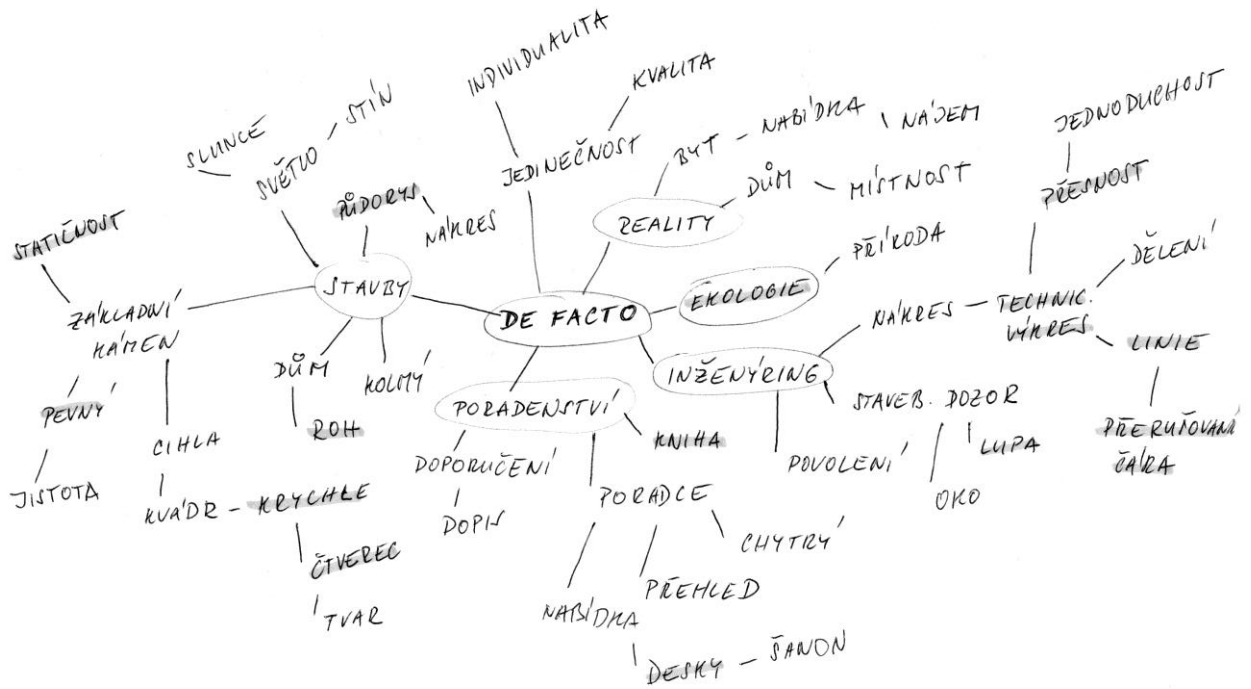 INDIVIDUALITA
KVALITA
JEDINEČNOST
SLUNCE
SVĚTLO – STÍN
PŮDORYS
NÁKRES
STATIČNOST
ZÁKLADNÍ
KÁMEN
STAVBY
PEVNÝ
JISTOTA
CIHLA
KVÁDR – KRYCHLE
ČTVEREC
TVAR
DŮM
ROH
KOLMÝ
DE FACTO
BYT – NABÍDKA
NÁJEM
DŮM – MÍSTNOST
REALITY
PŘÍRODA
EKOLOGIE
JEDNODUCHOST
PŘESNOST
DĚLENÍ
NÁKRES – TECHNIC.
VÝKRES
LINIE
PŘERUŠOVANÁ
ČÁRA
INŽENÝRING
STAVEB. DOZOR
LUPA
OKO
POVOLENÍ
PORADENSTVÍ
KNIHA
DOPORUČENÍ
DOPIS
PORADCE
CHYTRÝ
PŘEHLED
NABÍDKA
DESKY – ŠANON